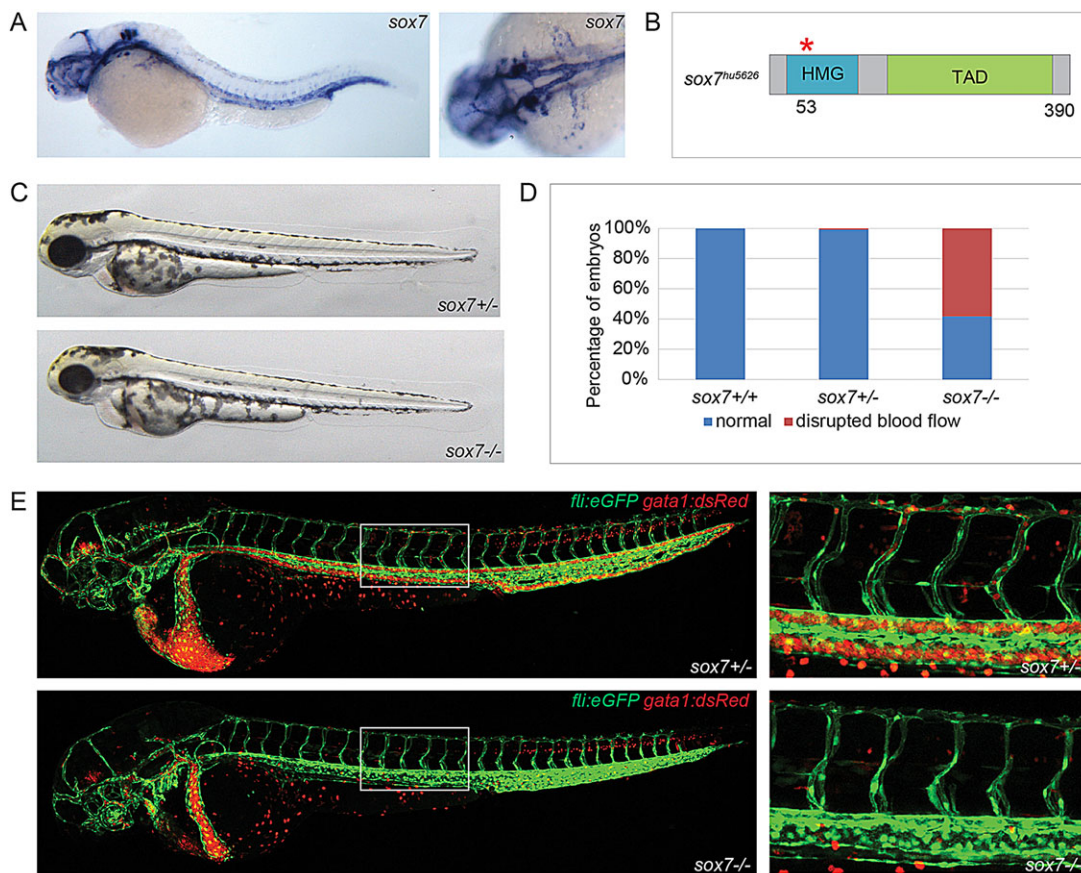 A
sox7
sox7
B
*
sox7hu5626
HMG
TAD
53
390
C
sox7+/-
sox7-/-
D
Percentage of embryos
100%
80%
60%
40%
20%
0%
sox7+/+
sox7+/-
sox7-/-
normal
disrupted blood flow
E
fli:eGFP gata1:dsRed
sox7+/-
sox7+/-
fli:eGFP gata1:dsRed
sox7-/-
sox7-/-